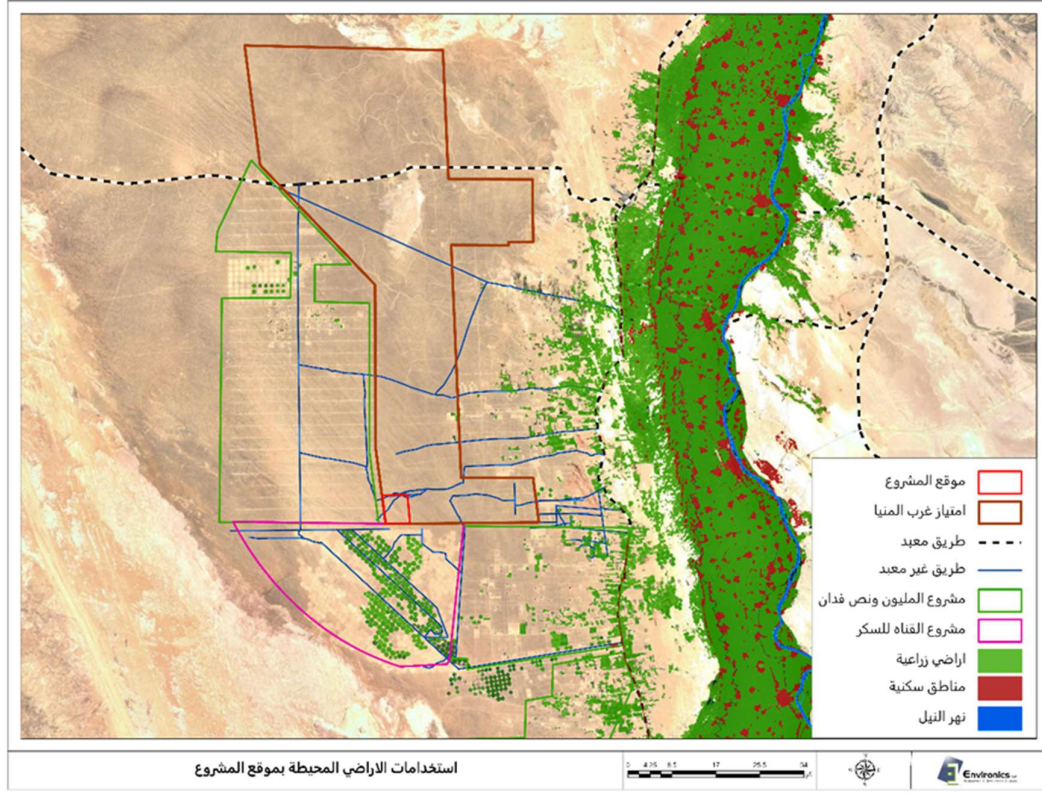 موقع المشروع
امتياز غرب المنيا
طريق معبد
طريق غير معبد
مشروع المليون ونص فدان
مشروع القناه للسكر
اراضي زراعية
مناطق سكنية
نهر النيل
استخدامات الاراضي المحيطة بموقع المشروع
0 4.25 8.5 17 25.5 34
Environics